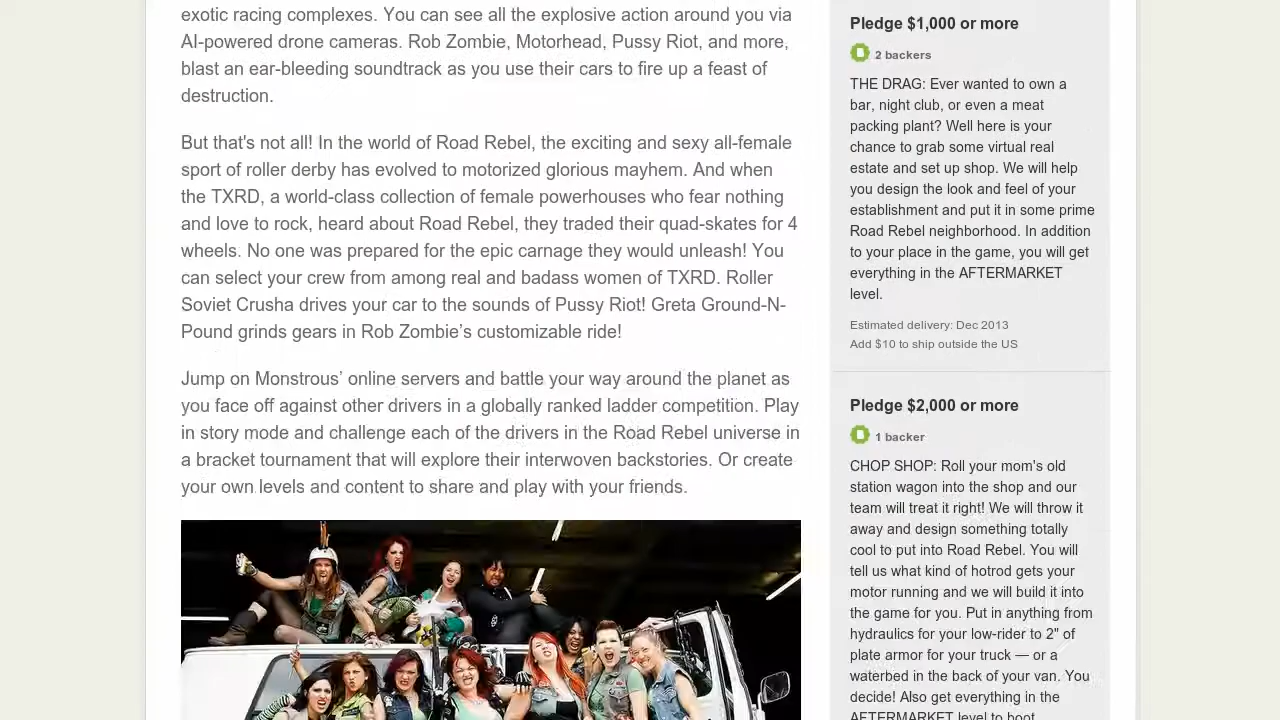 exotic racing complexes. You can see all the explosive action around you via
AI-powered drone cameras. Rob Zombie, Motorhead, Pussy Riot, and more,
blast an ear-bleeding soundtrack as you use their cars to fire up a feast of
destruction.
But that's not all! In the world of Road Rebel, the exciting and sexy all-female
sport of roller derby has evolved to motorized glorious mayhem. And when
the TXRD, a world-class collection of female powerhouses who fear nothing
and love to rock, heard about Road Rebel, they traded their quad-skates for 4
wheels. No one was prepared for the epic carnage they would unleash! You
can select your crew from among real and badass women of TXRD. Roller
Soviet Crusha drives your car to the sounds of Pussy Riot! Greta Ground-N-
Pound grinds gears in Rob Zombie’s customizable ride!
Jump on Monstrous’ online servers and battle your way around the planet as
you face off against other drivers in a globally ranked ladder competition. Play
in story mode and challenge each of the drivers in the Road Rebel universe in
a bracket tournament that will explore their interwoven backstories. Or create
your own levels and content to share and play with your friends.
Pledge $1,000 or more
2 backers
THE DRAG: Ever wanted to own a
bar, night club, or even a meat
packing plant? Well here is your
chance to grab some virtual real
estate and set up shop. We will help
you design the look and feel of your
establishment and put it in some prime
Road Rebel neighborhood. In addition
to your place in the game, you will get
everything in the AFTERMARKET
level.
Estimated delivery: Dec 2013
Add $10 to ship outside the US
Pledge $2,000 or more
1 backer
CHOP SHOP: Roll your mom's old
station wagon into the shop and our
team will treat it right! We will throw it
away and design something totally
cool to put into Road Rebel. You will
tell us what kind of hotrod gets your
motor running and we will build it into
the game for you. Put in anything from
hydraulics for your low-rider to 2" of
plate armor for your truck — or a
waterbed in the back of your van. You
decide! Also get everything in the
AFTERMARKET level to boot.